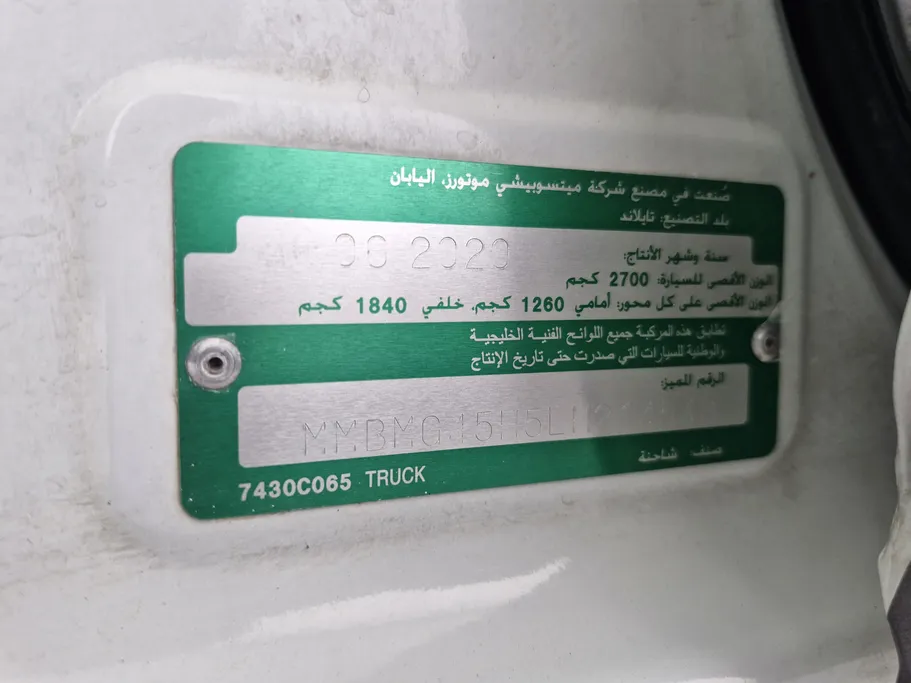 صُنعت في مصنع شركة ميتسوبيشي موتورز، اليابان
بلد التصنيع: تايلاند
سنة وشهر الأنتاج: 06 2020
الوزن الأقصى للسيارة: 2700 كجم
الوزن الأقصى على كل محور: أمامي 1260 كجم، خلفي 1840 كجم
تطابق هذه المركبة جميع اللوائح الفنية الخليجية
والوطنية للسيارات التي صدرت حتى تاريخ الإنتاج
الرقم المميز:
صنف: شاحنة
7430C065 TRUCK